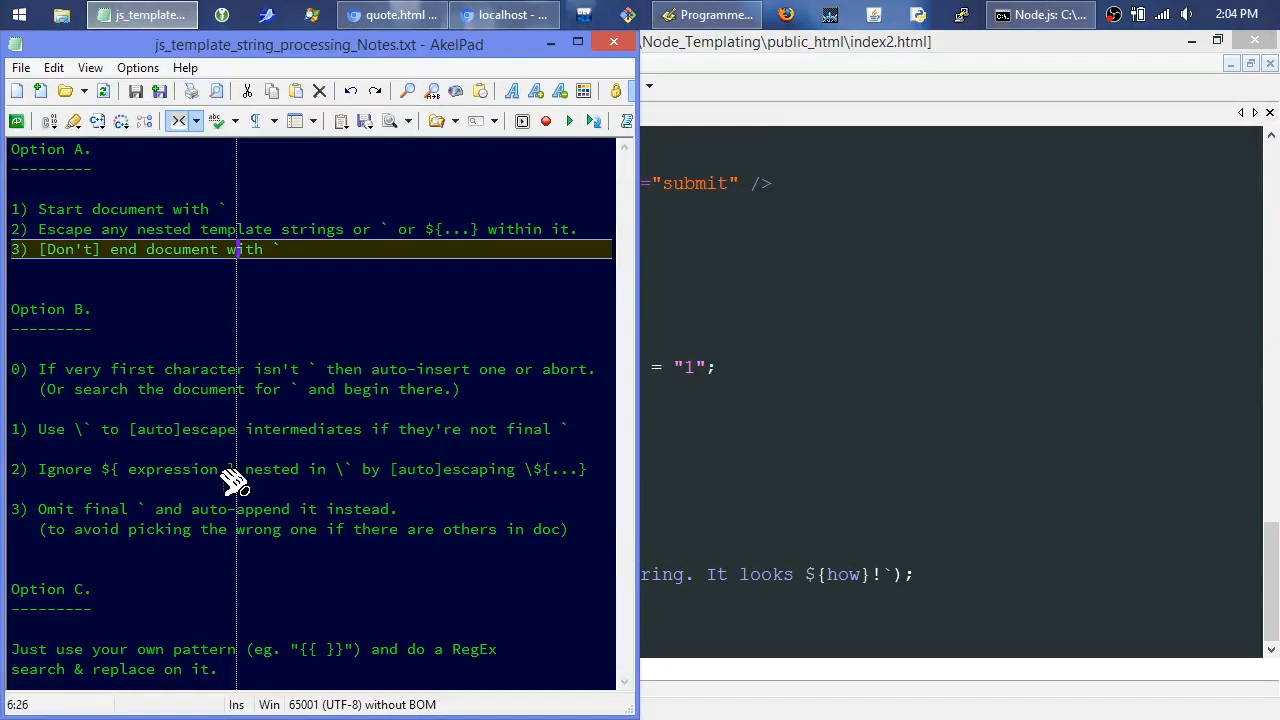 js_template...
quote.html ...
localhost - ...
Programme...
Node.js: C:\...
2:04 PM
js_template_string_processing_Notes.txt - AkelPad
\Node_Templating\public_html\index2.html]
File Edit View Options Help
Option A.
---------
1) Start document with `
2) Escape any nested template strings or ` or ${...} within it.
3) [Don't] end document with `
Option B.
---------
0) If very first character isn't ` then auto-insert one or abort.
(Or search the document for ` and begin there.)
1) Use \` to [auto]escape intermediates if they're not final `
2) Ignore ${ expression } nested in \` by [auto]escaping \${...}
3) Omit final ` and auto-append it instead.
(to avoid picking the wrong one if there are others in doc)
Option C.
---------
Just use your own pattern (eg. "{{ }}") and do a RegEx
search & replace on it.
="submit" />
= "1";
ring. It looks ${how}!`);
6:26 Ins Win 65001 (UTF-8) without BOM